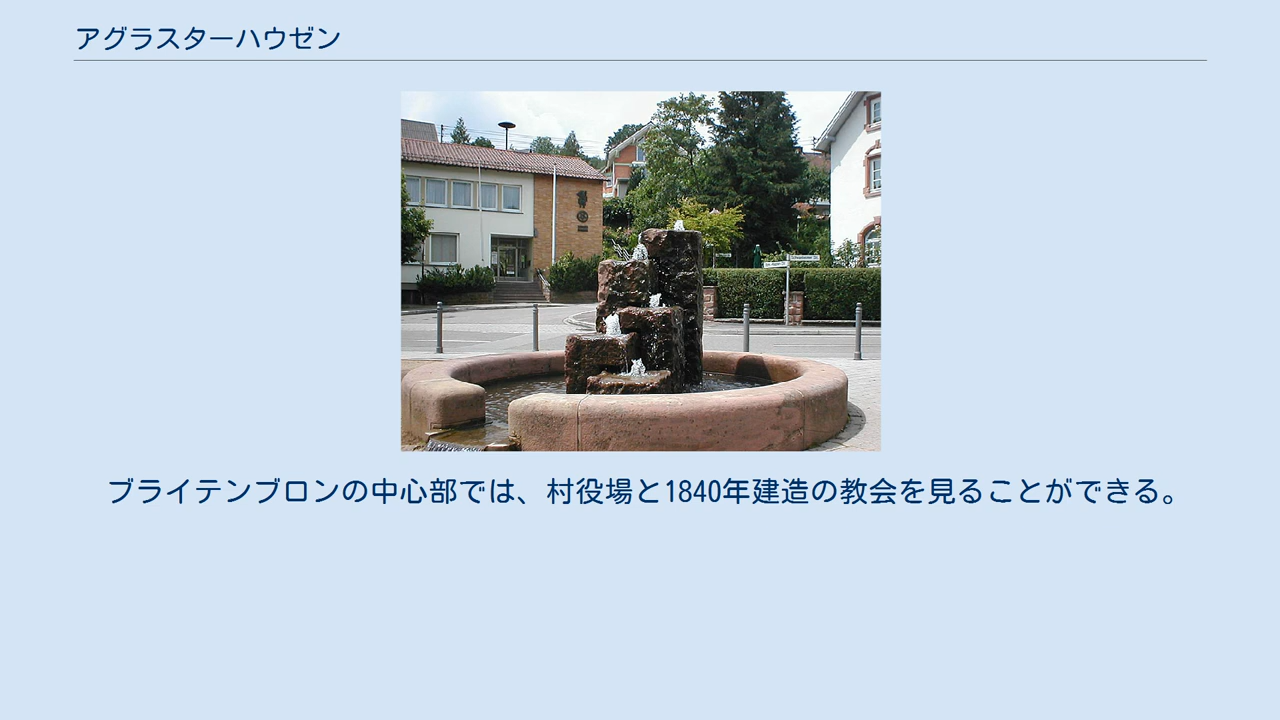 アグラスターハウゼン
ブライテンブロンの中心部では、村役場と1840年建造の教会を見ることができる。